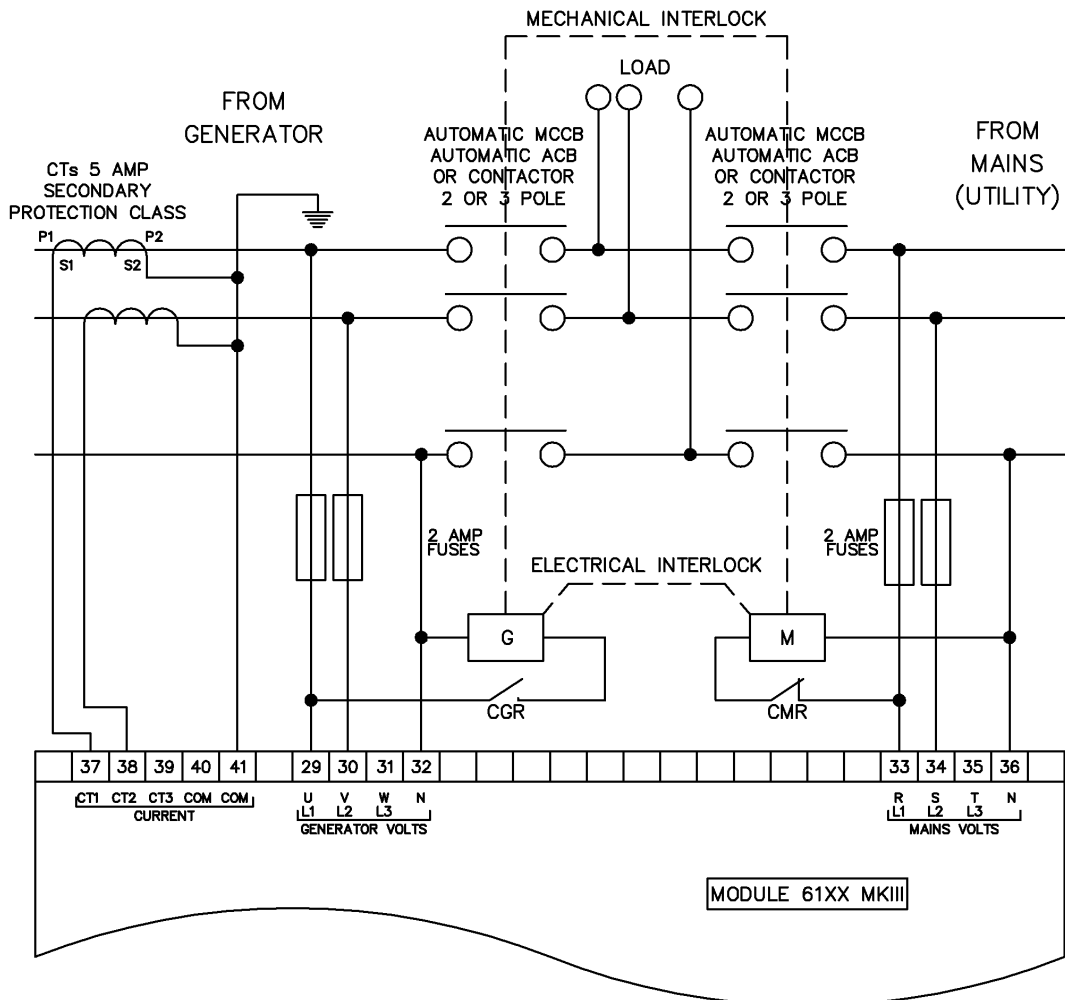 MECHANICAL INTERLOCK
LOAD
FROM
GENERATOR
AUTOMATIC MCCB
AUTOMATIC ACB
OR CONTACTOR
2 OR 3 POLE
AUTOMATIC MCCB
AUTOMATIC ACB
OR CONTACTOR
2 OR 3 POLE
FROM
MAINS
(UTILITY)
CTs 5 AMP
SECONDARY
PROTECTION CLASS
P1 P2
S1 S2
2 AMP
FUSES
2 AMP
FUSES
ELECTRICAL INTERLOCK
G
M
CGR
CMR
37 38 39 40 41 29 30 31 32 33 34 35 36
CT1 CT2 CT3 COM COM
CURRENT
U V W N
L1 L2 L3
GENERATOR VOLTS
R S T N
L1 L2 L3
MAINS VOLTS
MODULE 61XX MKIII